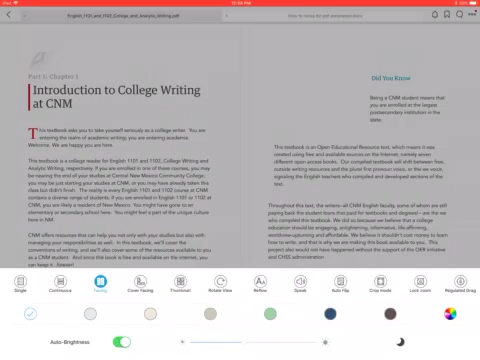 iPad
12:08 PM
80%
English_1101_and_1102_College_and_Analytic_Writing.pdf
How to notes for pdf annotated.docx
Part I: Chapter 1
Introduction to College Writing
at CNM
This textbook asks you to take yourself seriously as a college writer. You are
entering the realm of academic writing; you are entering academia.
Welcome. We are happy you are here.
This textbook is a college reader for English 1101 and 1102, College Writing and
Analytic Writing, respectively. If you are enrolled in one of these courses, you may
be nearing the end of your studies at Central New Mexico Community College,
you may be just starting your studies at CNM, or you may have already taken this
class but didn't finish. The reality is every English 1101 and 1102 course at CNM
contains a diverse range of students. If you are enrolled in English 1101 or 1102 at
CNM, you are likely a resident of New Mexico. You might have gone to an
elementary or secondary school here. You might feel a part of the unique culture
here in NM.
CNM offers resources that can help you not only with your studies but also with
managing your responsibilities as well. In this textbook, we'll cover the
conventions of writing, and we'll also cover some of the resources available to you
as a CNM student. And since this book is free and available on the internet, you
can keep it...forever!
Did You Know
Being a CNM student means that
you are enrolled at the largest
postsecondary institution in the
state.
This textbook is an Open Educational Resource text, which means it was
created using free and available sources on the Internet, namely seven
different open access books. Our compiled textbook will shift between free,
outside writing resources and the plural first person voice, or the we voice,
signaling the English teachers who compiled and developed sections of the
text.
Throughout this text, the writers—all CNM English faculty, some of whom are still
paying back the student loans that paid for textbooks and degrees!—are the we
who compiled this textbook. We did so because we believe that a college
education should be engaging, enlightening, informative, life-affirming,
worldview-upturning and affordable. We believe it shouldn't cost money to learn
how to write, and that is why we are making this book available to you. This
project also would not have happened without the support of the OER initiative
and CHSS administration.
Single
Continuous
Facing
Cover Facing
Thumbnail
Rotate View
Reflow
Speak
Auto Flip
Crop mode
Lock zoom
Regulated Drag
Auto-Brightness